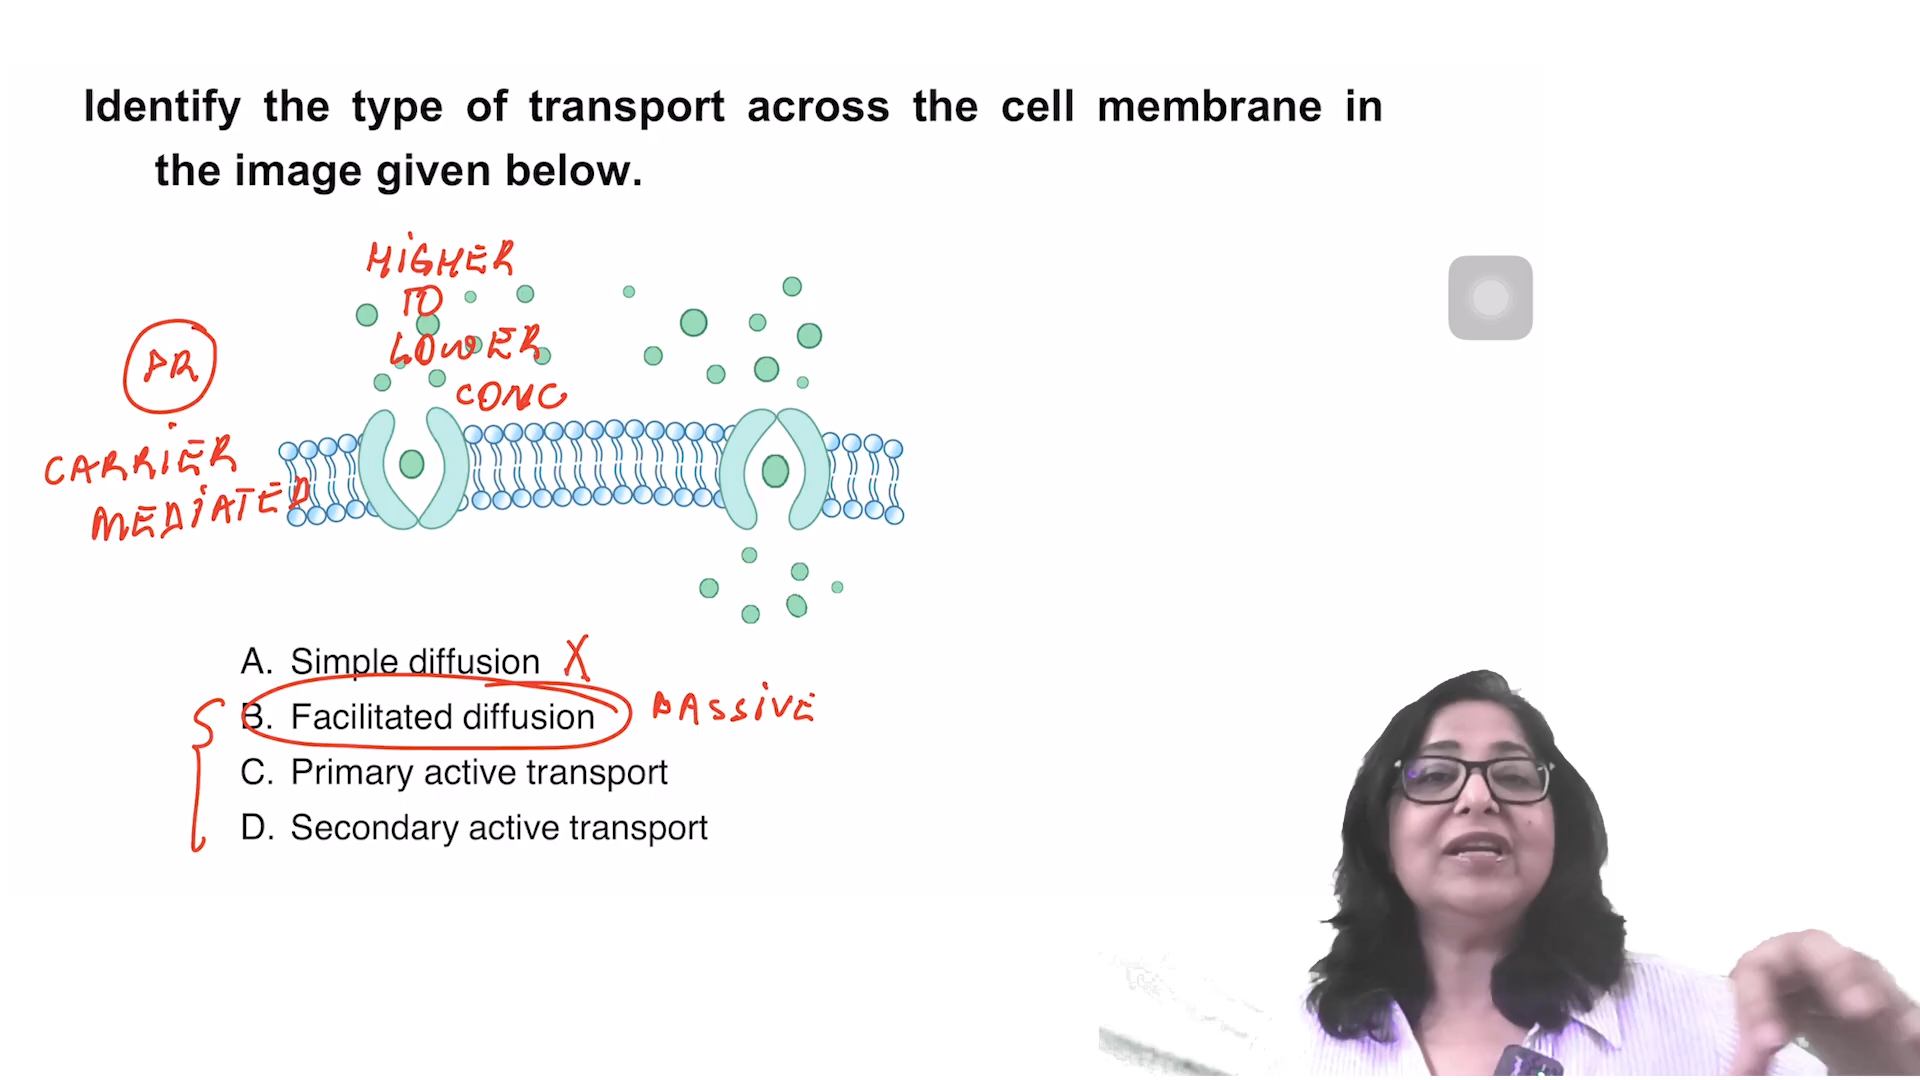 Identify the type of transport across the cell membrane in
the image given below.
HIGHER
TO
LOWER
CONC
PR
CARRIER
MEDIATED
A. Simple diffusion X
B. Facilitated diffusion PASSIVE
C. Primary active transport
D. Secondary active transport